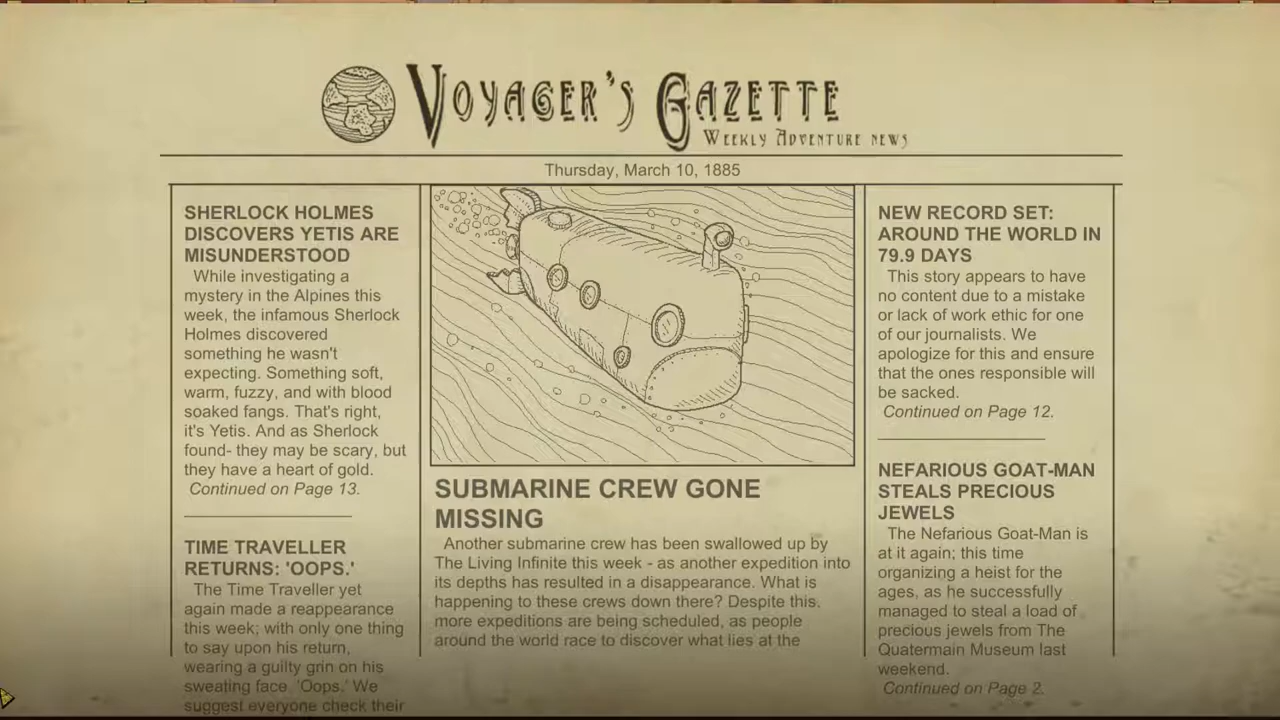 VOYAGER'S GAZETTE
WEEKLY ADVENTURE NEWS
Thursday, March 10, 1885
SHERLOCK HOLMES
DISCOVERS YETIS ARE
MISUNDERSTOOD
While investigating a
mystery in the Alpines this
week, the infamous Sherlock
Holmes discovered
something he wasn't
expecting. Something soft,
warm, fuzzy, and with blood
soaked fangs. That's right,
it's Yetis. And as Sherlock
found- they may be scary, but
they have a heart of gold.
Continued on Page 13.
TIME TRAVELLER
RETURNS: 'OOPS.'
The Time Traveller yet
again made a reappearance
this week; with only one thing
to say upon his return,
wearing a guilty grin on his
sweating face. 'Oops.' We
suggest everyone check their
SUBMARINE CREW GONE
MISSING
Another submarine crew has been swallowed up by
The Living Infinite this week - as another expedition into
its depths has resulted in a disappearance. What is
happening to these crews down there? Despite this,
more expeditions are being scheduled, as people
around the world race to discover what lies at the
NEW RECORD SET:
AROUND THE WORLD IN
79.9 DAYS
This story appears to have
no content due to a mistake
or lack of work ethic for one
of our journalists. We
apologize for this and ensure
that the ones responsible will
be sacked.
Continued on Page 12.
NEFARIOUS GOAT-MAN
STEALS PRECIOUS
JEWELS
The Nefarious Goat-Man is
at it again; this time
organizing a heist for the
ages, as he successfully
managed to steal a load of
precious jewels from The
Quatermain Museum last
weekend.
Continued on Page 2.